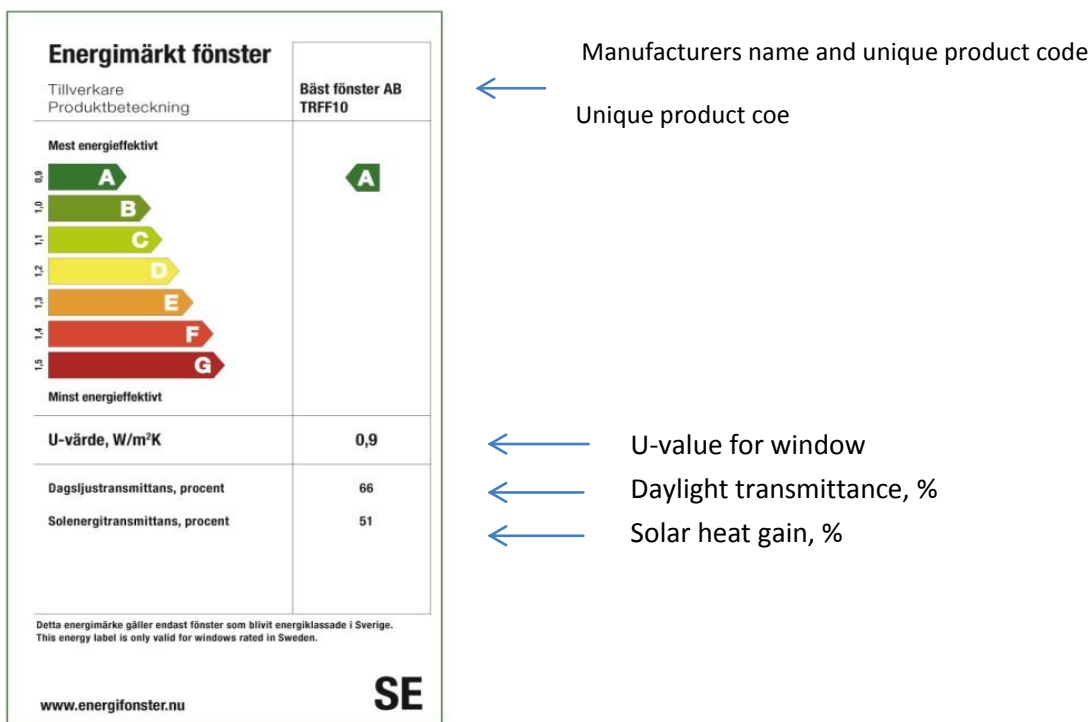 Energimärkt fönster
Manufacturers name and unique product code
Tillverkare Bäst fönster AB
Produktbeteckning TRFF10
Unique product coe
Mest energieffektivt
0,9 A A
1,0 B
1,1 C
1,2 D
1,3 E
1,4 F
1,5 G
Minst energieffektivt
U-värde, W/m²K 0,9 U-value for window
Dagsljustransmittans, procent 66 Daylight transmittance, %
Solenergitransmittans, procent 51 Solar heat gain, %
Detta energimärke gäller endast fönster som blivit energiklassade i Sverige.
This energy label is only valid for windows rated in Sweden.
www.energifonster.nu SE